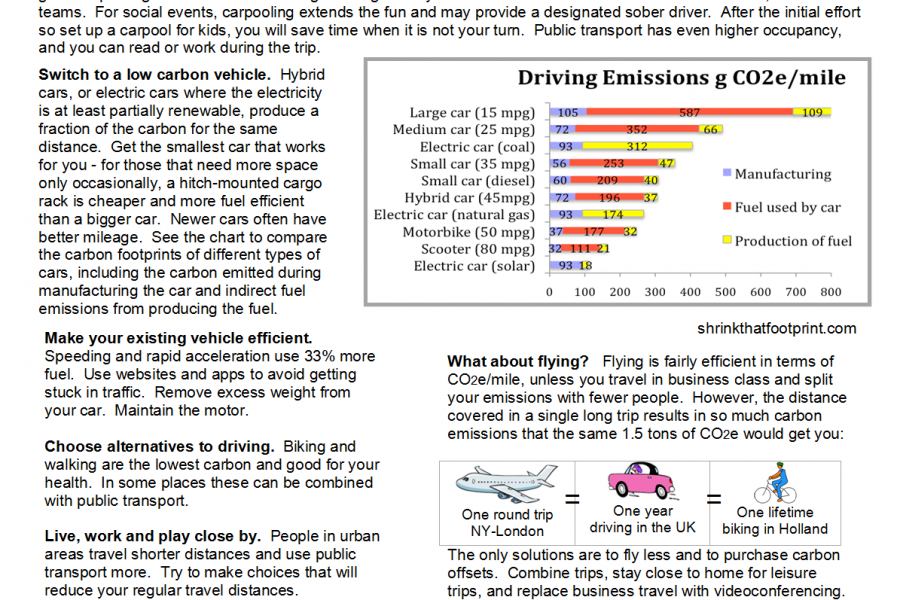 teams. For social events, carpooling extends the fun and may provide a designated sober driver. After the initial effort
so set up a carpool for kids, you will save time when it is not your turn. Public transport has even higher occupancy,
and you can read or work during the trip.
Switch to a low carbon vehicle. Hybrid
cars, or electric cars where the electricity
is at least partially renewable, produce a
fraction of the carbon for the same
distance. Get the smallest car that works
for you - for those that need more space
only occasionally, a hitch-mounted cargo
rack is cheaper and more fuel efficient
than a bigger car. Newer cars often have
better mileage. See the chart to compare
the carbon footprints of different types of
cars, including the carbon emitted during
manufacturing the car and indirect fuel
emissions from producing the fuel.
Driving Emissions g CO2e/mile
Large car (15 mpg) 105 587 109
Medium car (25 mpg) 72 352 66
Electric car (coal) 93 312
Small car (35 mpg) 56 253 47
Small car (diesel) 60 209 40
Hybrid car (45mpg) 72 196 37
Electric car (natural gas) 93 174
Motorbike (50 mpg) 37 177 32
Scooter (80 mpg) 32 111 21
Electric car (solar) 93 18
0 100 200 300 400 500 600 700 800
Manufacturing
Fuel used by car
Production of fuel
shrinkthatfootprint.com
Make your existing vehicle efficient.
Speeding and rapid acceleration use 33% more
fuel. Use websites and apps to avoid getting
stuck in traffic. Remove excess weight from
your car. Maintain the motor.
Choose alternatives to driving. Biking and
walking are the lowest carbon and good for your
health. In some places these can be combined
with public transport.
Live, work and play close by. People in urban
areas travel shorter distances and use public
transport more. Try to make choices that will
reduce your regular travel distances.
What about flying? Flying is fairly efficient in terms of
CO2e/mile, unless you travel in business class and split
your emissions with fewer people. However, the distance
covered in a single long trip results in so much carbon
emissions that the same 1.5 tons of CO2e would get you:
One round trip
NY-London
=
One year
driving in the UK
=
One lifetime
biking in Holland
The only solutions are to fly less and to purchase carbon
offsets. Combine trips, stay close to home for leisure
trips, and replace business travel with videoconferencing.